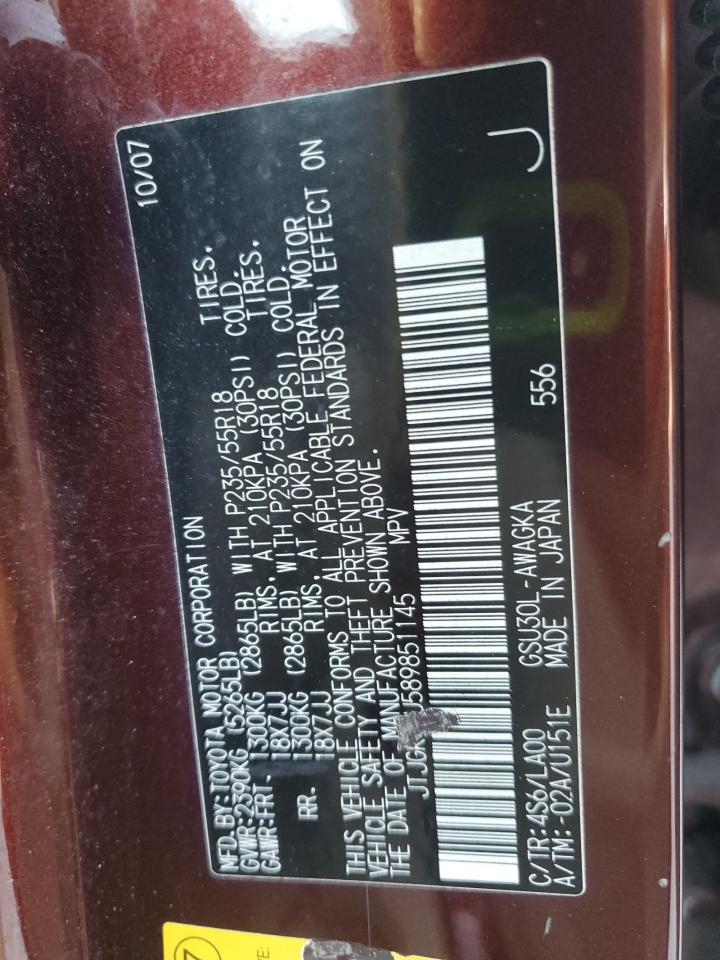 MFD. BY: TOYOTA MOTOR CORPORATION 10/07
GVWR: 2390KG (5265LB)
GAWR: FRT - 1300KG (2865LB) WITH P235/55R18 TIRES.
18X7JJ RIMS. AT 210KPA (30PSI) COLD.
RR. 1300KG (2865LB) WITH P235/55R18 TIRES.
18X7JJ RIMS. AT 210KPA (30PSI) COLD.
THIS VEHICLE CONFORMS TO ALL APPLICABLE FEDERAL MOTOR
VEHICLE SAFETY AND THEFT PREVENTION STANDARDS IN EFFECT ON
THE DATE OF MANUFACTURE SHOWN ABOVE.
589851145 MPV
C/TR: 4S6/LA00 GSU30L-AWAGKA 556
A/TM: -02A/U151E MADE IN JAPAN
J
7